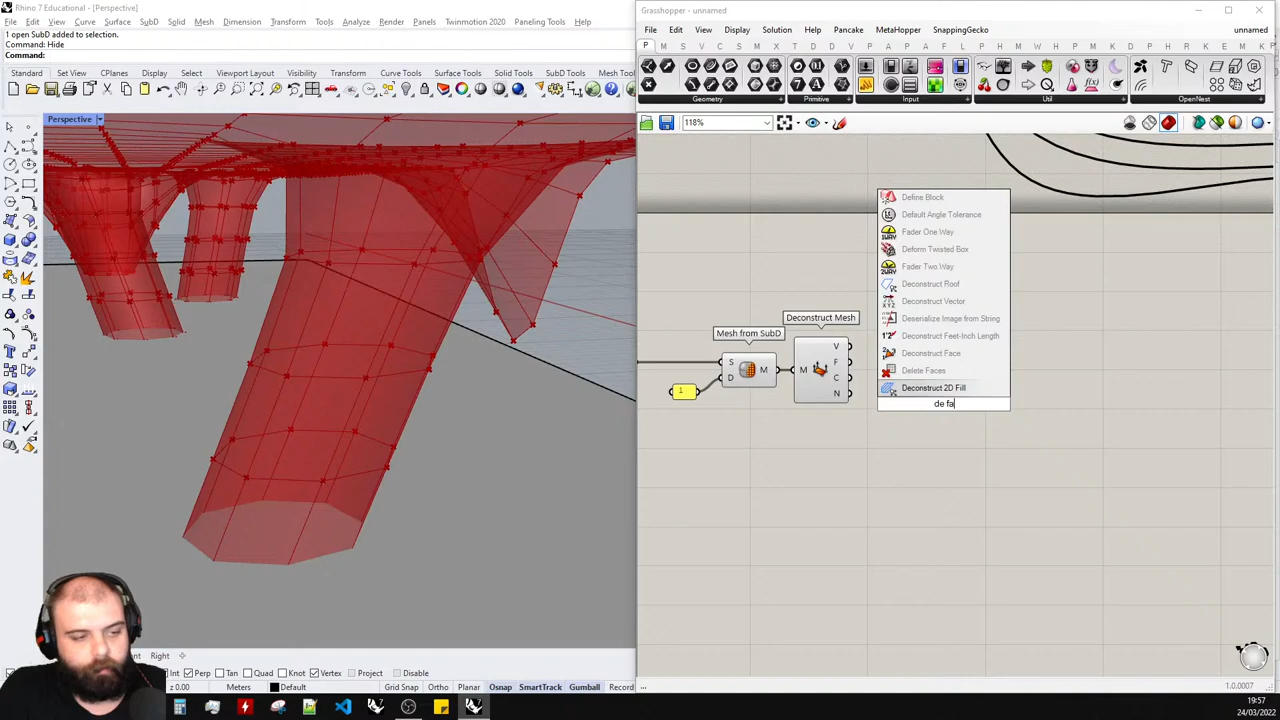 Rhino 7 Educational - [Perspective]
File Edit View Curve Surface SubD Solid Mesh Dimension Transform Tools Analyze Render Panels Twinmotion 2020 Paneling Tools Help
1 open SubD added to selection.
Command: Hide
Command:
Standard Set View CPlanes Display Select Viewport Layout Visibility Transform Curve Tools Surface Tools Solid Tools SubD Tools Mesh Tool
Perspective
Right
Int Perp Tan Quad Knot Vertex Project Disable
z 0.00 Meters Default Grid Snap Ortho Planar Osnap SmartTrack Gumball Record
Grasshopper - unnamed
File Edit View Display Solution Help Pancake MetaHopper SnappingGecko unnamed
P M S V C S M X T D D V P A P A P R L H M W E P H R K E D K D F
Geometry Primitive Input Util OpenNest
118%
Define Block
Default Angle Tolerance
Fader One Way
Deform Twisted Box
Fader Two Way
Deconstruct Roof
Deconstruct Vector
Deserialize Image from String
Deconstruct Feet-Inch Length
Deconstruct Face
Delete Faces
Deconstruct 2D Fill
de fa
Mesh from SubD
S
D
M
1
Deconstruct Mesh
M
V
F
C
N
...
1.0.0007
19:57
24/03/2022